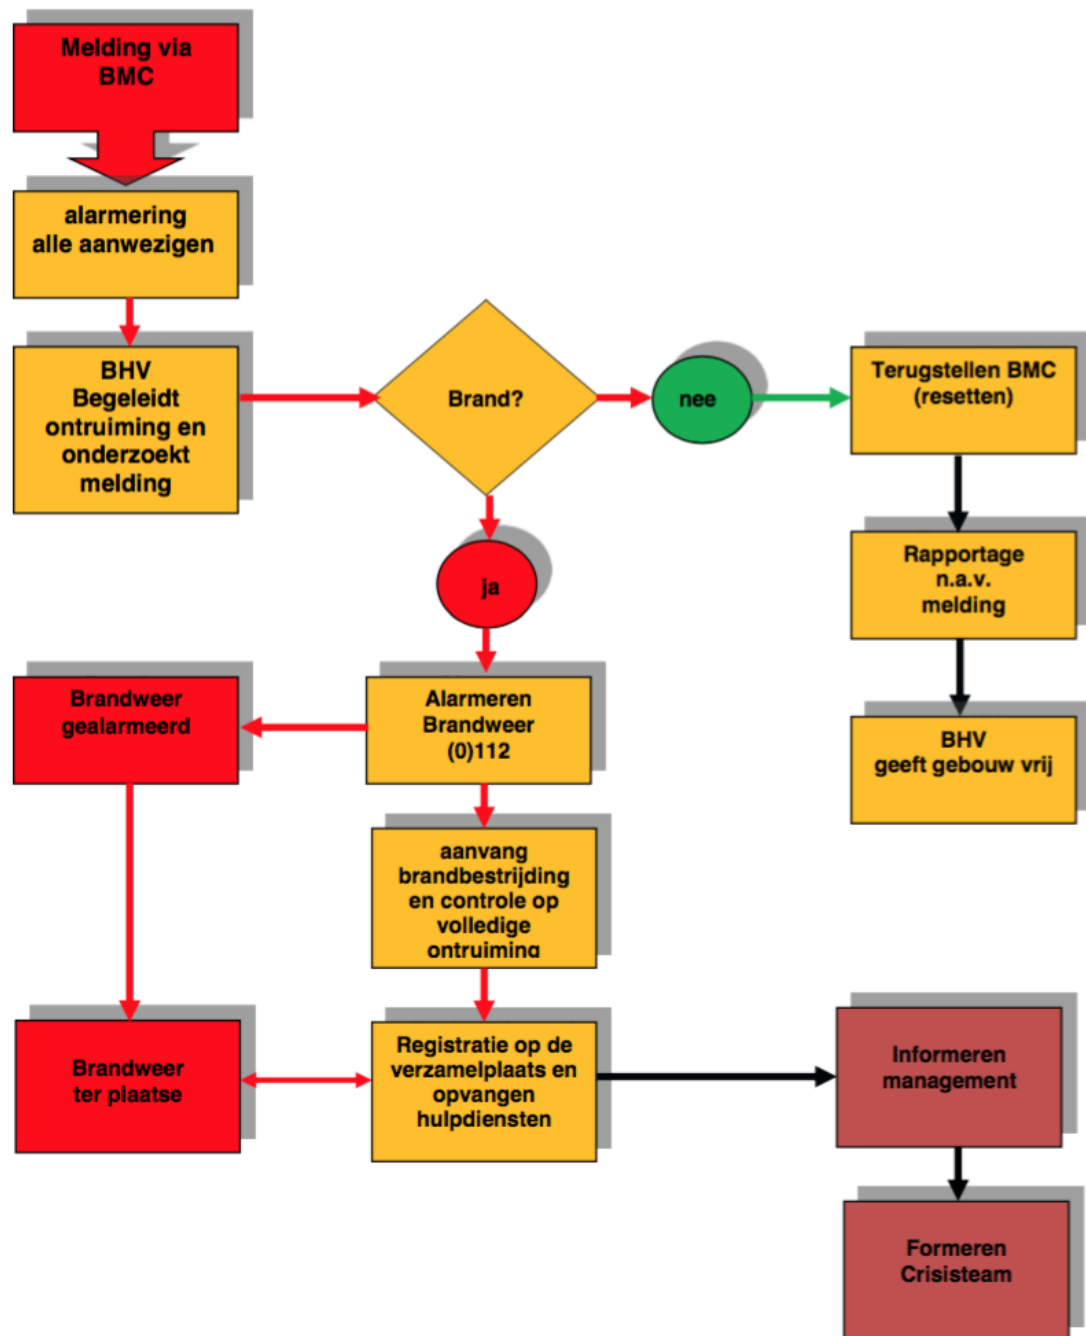 Melding via
BMC
alarmering
alle aanwezigen
BHV
Begeleidt
ontruiming en
onderzoekt
melding
Brand?
nee
Terugstellen BMC
(resetten)
Rapportage
n.a.v.
melding
BHV
geeft gebouw vrij
ja
Alarmeren
Brandweer
(0)112
Brandweer
gealarmeerd
aanvang
brandbestrijding
en controle op
volledige
ontruiming
Brandweer
ter plaatse
Registratie op de
verzamelplaats en
opvangen
hulpdiensten
Informeren
management
Formeren
Crisisteam